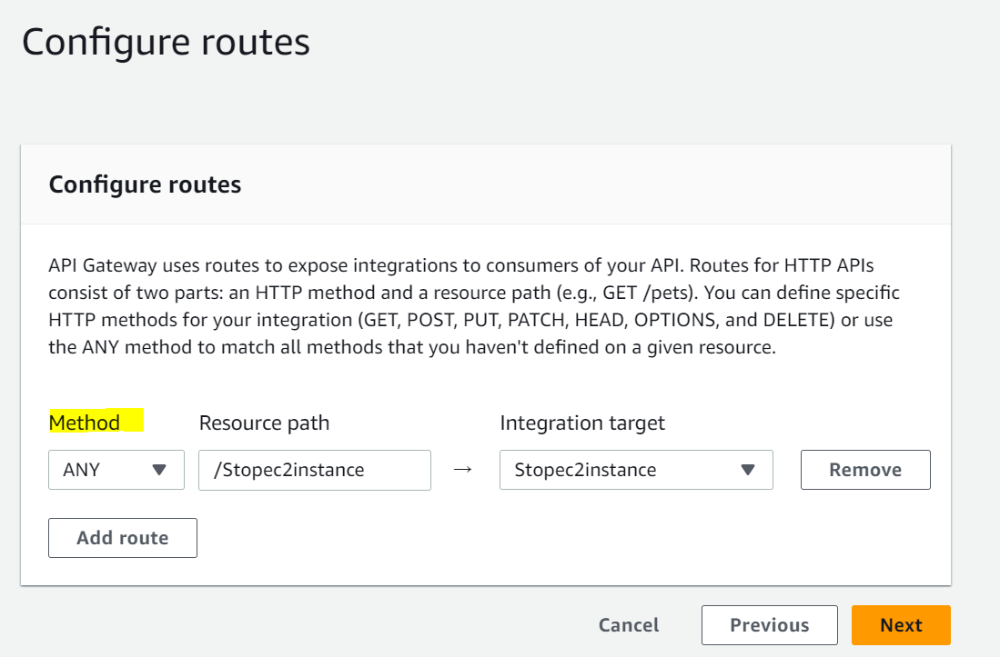 Configure routes
Configure routes
API Gateway uses routes to expose integrations to consumers of your API. Routes for HTTP APIs
consist of two parts: an HTTP method and a resource path (e.g., GET /pets). You can define specific
HTTP methods for your integration (GET, POST, PUT, PATCH, HEAD, OPTIONS, and DELETE) or use
the ANY method to match all methods that you haven't defined on a given resource.
Method Resource path Integration target
ANY /Stopec2instance → Stopec2instance Remove
Add route
Cancel Previous Next